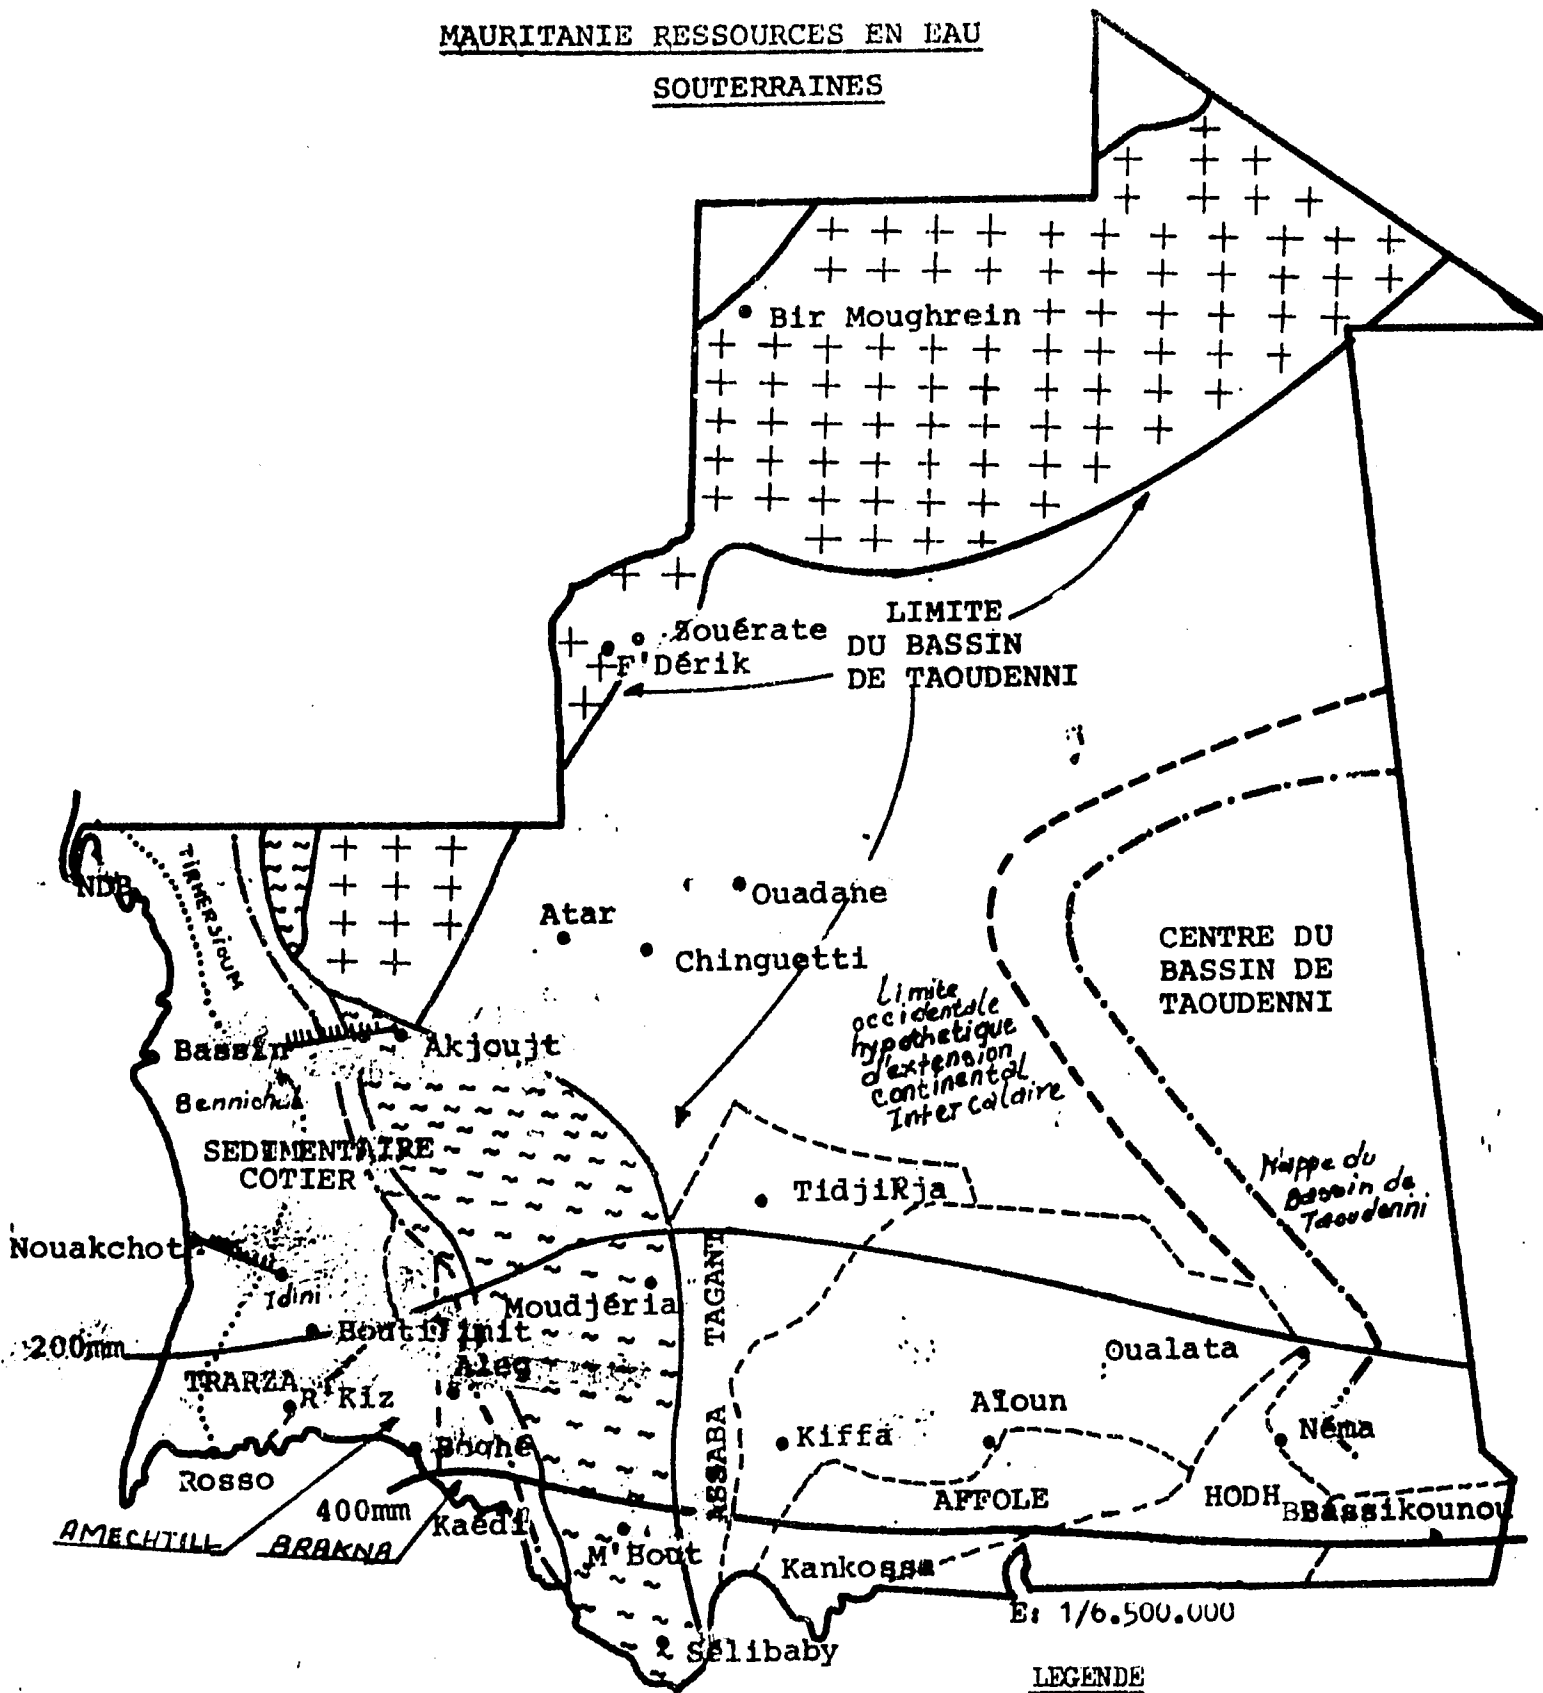 MAURITANIE RESSOURCES EN EAU
SOUTERRAINES
Bir Moughrein
Zouérate
F'Dérik
LIMITE
DU BASSIN
DE TAOUDENNI
TIRHERSIOUM
NDB
Ouadane
Atar
Chinguetti
CENTRE DU
BASSIN DE
TAOUDENNI
Limite
occidentale
hypothetique
d'extension
continental
Intercalaire
Bassin
Akjoujt
Bennichab
SEDIMENTAIRE
COTIER
TidjiRja
Nappe du
Bassin de
Taoudenni
Nouakchott
Idini
Moudjéria
TAGANT
200mm
Boutilimit
Oualata
Aleg
TRARZA
R'Kiz
Aïoun
ASSABA
Kiffa
Néma
Boghé
Rosso
400mm
AFFOLE
HODH
Bassikounou
Kaédi
AMECHTILL
BRAKNA
M'Bout
Kankossa
E: 1/6.500.000
Sélibaby
LEGENDE